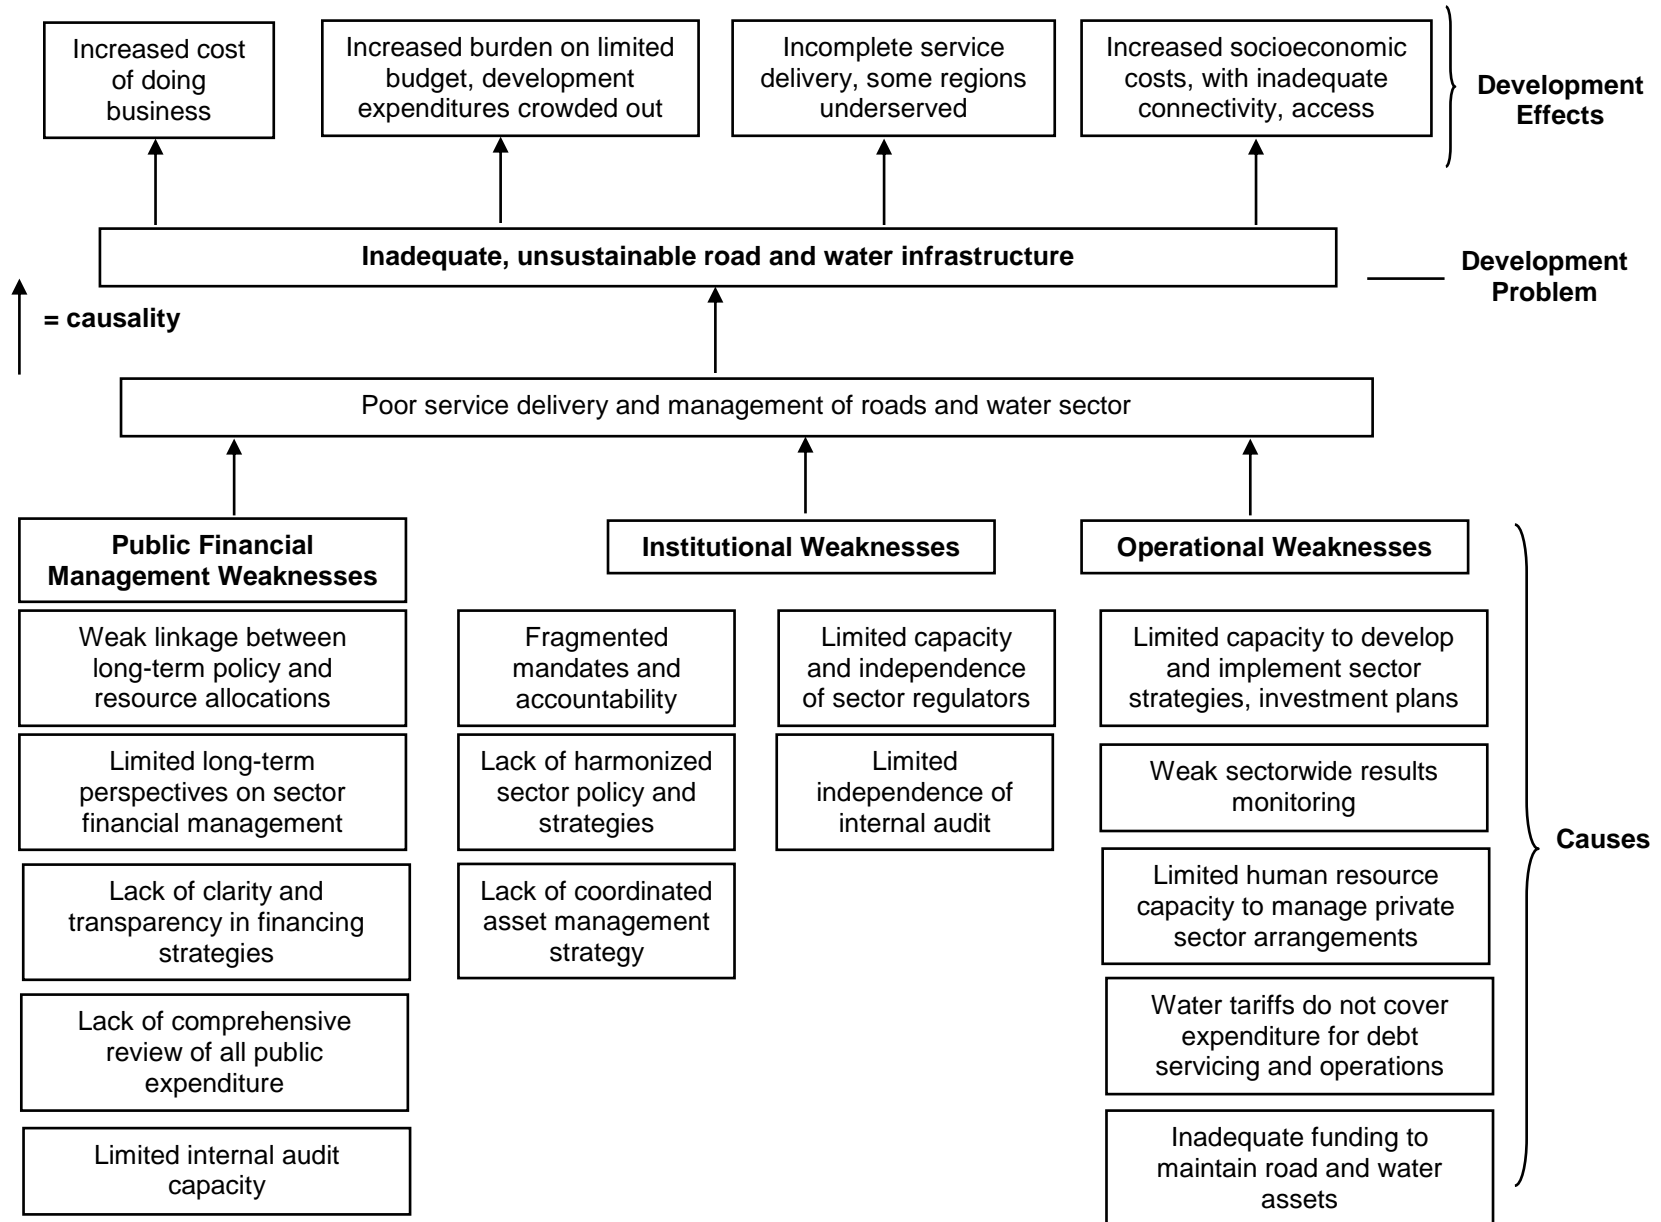 Increased cost
of doing
business
Increased burden on limited
budget, development
expenditures crowded out
Incomplete service
delivery, some regions
underserved
Increased socioeconomic
costs, with inadequate
connectivity, access
Development
Effects
Inadequate, unsustainable road and water infrastructure
Development
Problem
= causality
Poor service delivery and management of roads and water sector
Public Financial
Management Weaknesses
Weak linkage between
long-term policy and
resource allocations
Limited long-term
perspectives on sector
financial management
Lack of clarity and
transparency in financing
strategies
Lack of comprehensive
review of all public
expenditure
Limited internal audit
capacity
Institutional Weaknesses
Fragmented
mandates and
accountability
Lack of harmonized
sector policy and
strategies
Lack of coordinated
asset management
strategy
Limited capacity
and independence
of sector regulators
Limited
independence of
internal audit
Operational Weaknesses
Limited capacity to develop
and implement sector
strategies, investment plans
Weak sectorwide results
monitoring
Limited human resource
capacity to manage private
sector arrangements
Water tariffs do not cover
expenditure for debt
servicing and operations
Inadequate funding to
maintain road and water
assets
Causes